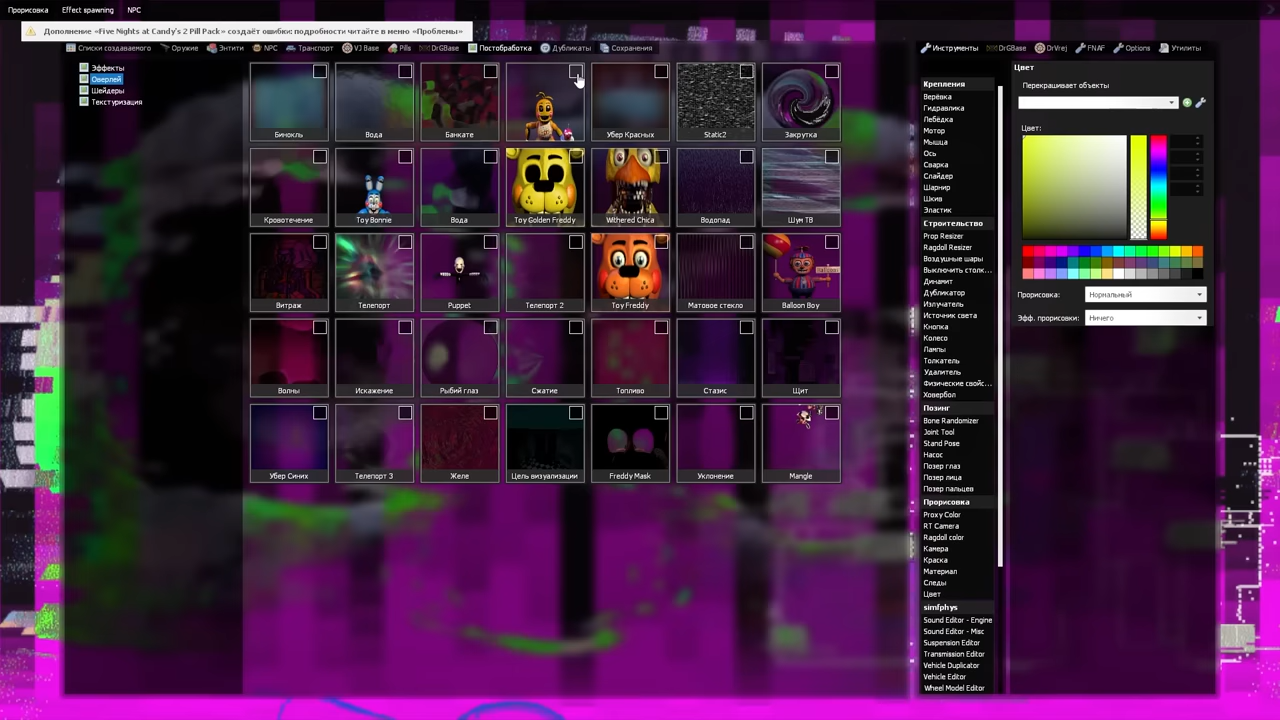 Прорисовка Effect spawning NPC
Дополнение «Five Nights at Candy's 2 Pill Pack» создаёт ошибки: подробности читайте в меню «Проблемы»
Списки создаваемого Оружие Энтити NPC Транспорт VJ Base Pills DrGBase Постобработка Дубликаты Сохранения
Эффекты
Оверлей
Шейдеры
Текстуризация
Бинокль Вода Банкате Убер Красных Static2 Закрутка
Кровотечение Toy Bonnie Вода Toy Golden Freddy Withered Chica Водопад Шум ТВ
Витраж Телепорт Puppet Телепорт 2 Toy Freddy Матовое стекло Balloon Boy
Волны Искажение Рыбий глаз Сжатие Топливо Стазис Щит
Убер Синих Телепорт 3 Желе Цель визуализации Freddy Mask Уклонение Mangle
Инструменты DrGBase DrVrej FNAF Options Утилиты
Крепления
Верёвка
Гидравлика
Лебёдка
Мотор
Мышца
Ось
Сварка
Слайдер
Шарнир
Шкив
Эластик
Строительство
Prop Resizer
Ragdoll Resizer
Воздушные шары
Выключить столк...
Динамит
Дубликатор
Излучатель
Источник света
Кнопка
Колесо
Лампы
Толкатель
Удалитель
Физические свойс...
Ховербол
Позинг
Bone Randomizer
Joint Tool
Stand Pose
Насос
Позер глаз
Позер лица
Позер пальцев
Прорисовка
Proxy Color
RT Camera
Ragdoll color
Камера
Краска
Материал
Следы
Цвет
simfphys
Sound Editor - Engine
Sound Editor - Misc
Suspension Editor
Transmission Editor
Vehicle Duplicator
Vehicle Editor
Wheel Model Editor
Цвет
Перекрашивает объекты
Цвет:
Прорисовка: Нормальный
Эфф. прорисовки: Ничего